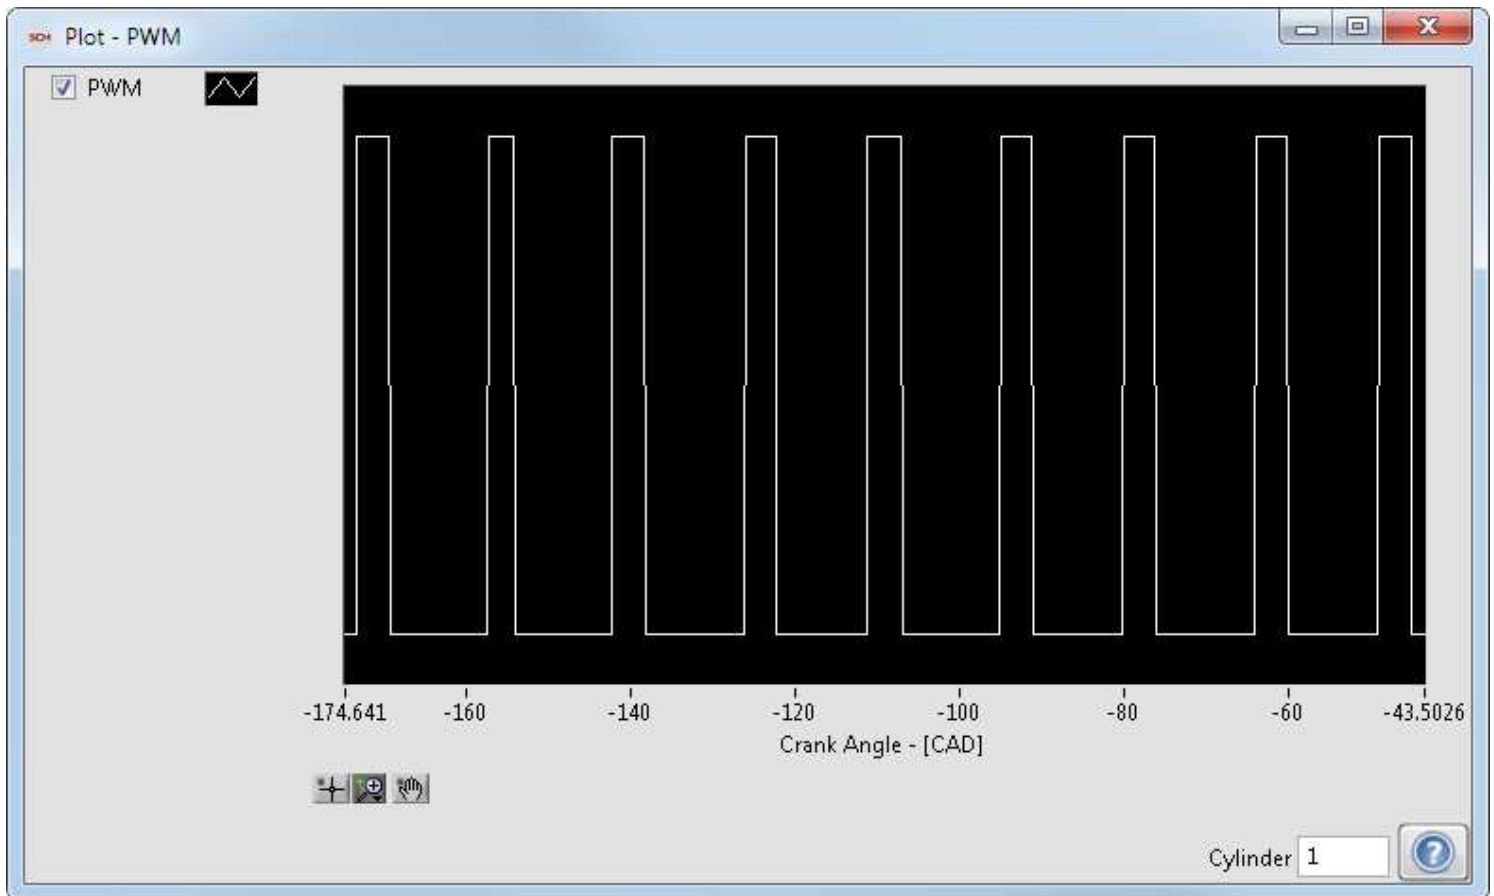 Plot - PWM
PWM
-174.641 -160 -140 -120 -100 -80 -60 -43.5026
Crank Angle - [CAD]
Cylinder 1